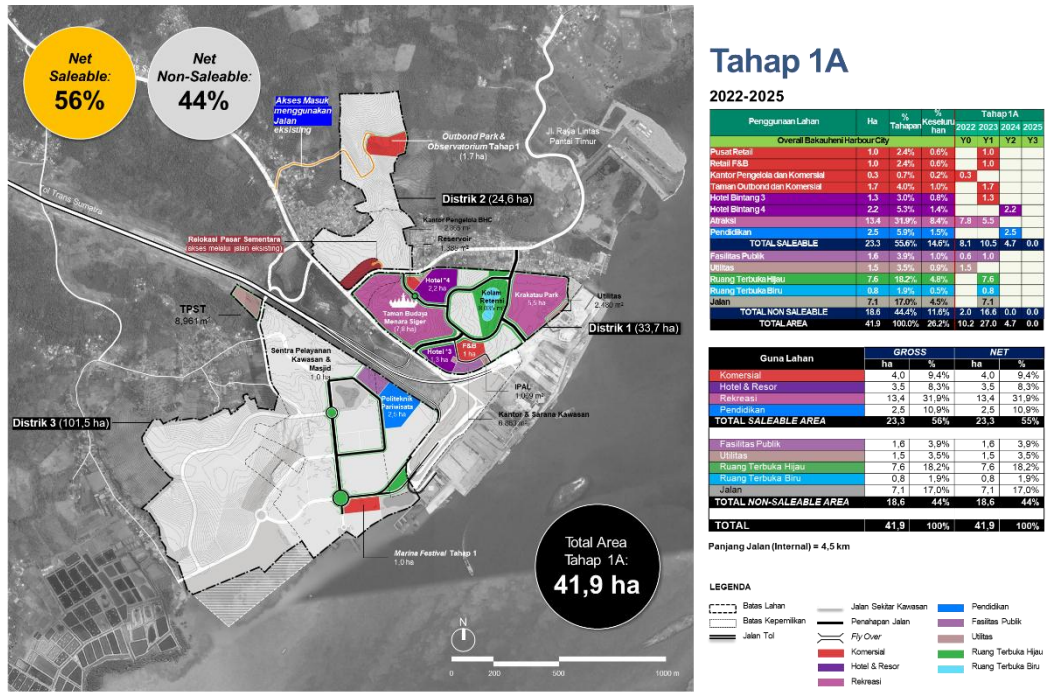 Net
Saleable:
56%
Net
Non-Saleable:
44%
Akses Masuk
menggunakan
Jalan
eksisting
Outbond Park &
Observatorium Tahap 1
(1,7 ha)
Jl. Raya Lintas
Pantai Timur
Tol Trans Sumatra
Distrik 2 (24,6 ha)
Kantor Pengelola BHC
Reservoir
Relokasi Pasar Sementara
akses melalui jalan eksisting
TPST
8,961 m²
Hotel *4
2,2 ha
Kolam
Retensi
Krakatau Park
5,5 ha
Utilitas
Taman Budaya
Menara Siger
(7,8 ha)
Distrik 1 (33,7 ha)
Hotel *3
1,3 ha
F&B
1 ha
Sentra Pelayanan
Kawasan &
Masjid
1,0 ha
IPAL
Politeknik
Pariwisata
2,5 ha
Kantor & Sarana Kawasan
Distrik 3 (101,5 ha)
Marina Festival Tahap 1
1,0 ha
Total Area
Tahap 1A:
41,9 ha
N
0 200 500 1000 m
Tahap 1A
2022-2025
Penggunaan Lahan Ha % Tahapan % Keseluruhan Tahap 1A
2022 2023 2024 2025
Overall Bakauheni Harbour City Y0 Y1 Y2 Y3
Pusat Retail 1.0 2.4% 0.6% 1.0
Retail F&B 1.0 2.4% 0.6% 1.0
Kantor Pengelola dan Komersial 0.3 0.7% 0.2% 0.3
Taman Outbond dan Komersial 1.7 4.0% 1.0% 1.7
Hotel Bintang 3 1.3 3.0% 0.8% 1.3
Hotel Bintang 4 2.2 5.3% 1.4% 2.2
Atraksi 13.4 31.9% 8.4% 7.8 5.5
Pendidikan 2.5 5.9% 1.5% 2.5
TOTAL SALEABLE 23.3 55.6% 14.6% 8.1 10.5 4.7 0.0
Fasilitas Publik 1.6 3.9% 1.0% 0.6 1.0
Utilitas 1.5 3.5% 0.9% 1.5
Ruang Terbuka Hijau 7.6 18.2% 4.8% 7.6
Ruang Terbuka Biru 0.8 1.9% 0.5% 0.8
Jalan 7.1 17.0% 4.5% 7.1
TOTAL NON SALEABLE 18.6 44.4% 11.6% 2.0 16.6 0.0 0.0
TOTAL AREA 41.9 100.0% 26.2% 10.2 27.0 4.7 0.0
Guna Lahan GROSS NET
ha % ha %
Komersial 4,0 9,4% 4,0 9,4%
Hotel & Resor 3,5 8,3% 3,5 8,3%
Rekreasi 13,4 31,9% 13,4 31,9%
Pendidikan 2,5 10,9% 2,5 10,9%
TOTAL SALEABLE AREA 23,3 56% 23,3 55%
Fasilitas Publik 1,6 3,9% 1,6 3,9%
Utilitas 1,5 3,5% 1,5 3,5%
Ruang Terbuka Hijau 7,6 18,2% 7,6 18,2%
Ruang Terbuka Biru 0,8 1,9% 0,8 1,9%
Jalan 7,1 17,0% 7,1 17,0%
TOTAL NON-SALEABLE AREA 18,6 44% 18,6 44%
TOTAL 41,9 100% 41,9 100%
Panjang Jalan (Internal) = 4,5 km
LEGENDA
Batas Lahan
Batas Kepemilikan
Jalan Tol
Jalan Sekitar Kawasan
Penahapan Jalan
Fly Over
Komersial
Hotel & Resor
Rekreasi
Pendidikan
Fasilitas Publik
Utilitas
Ruang Terbuka Hijau
Ruang Terbuka Biru